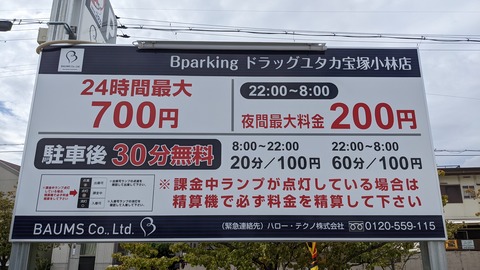 BAUMS Co., Ltd.
Bparking ドラッグユタカ宝塚小林店
24時間最大
700円
22:00~8:00
夜間最大料金 200円
駐車後 30分無料
8:00~22:00
20分/100円
22:00~8:00
60分/100円
※課金中ランプが点灯している場合は
精算機で必ず料金を精算して下さい
BAUMS Co., Ltd.
(緊急連絡先) ハロー・テクノ株式会社 0120-559-115